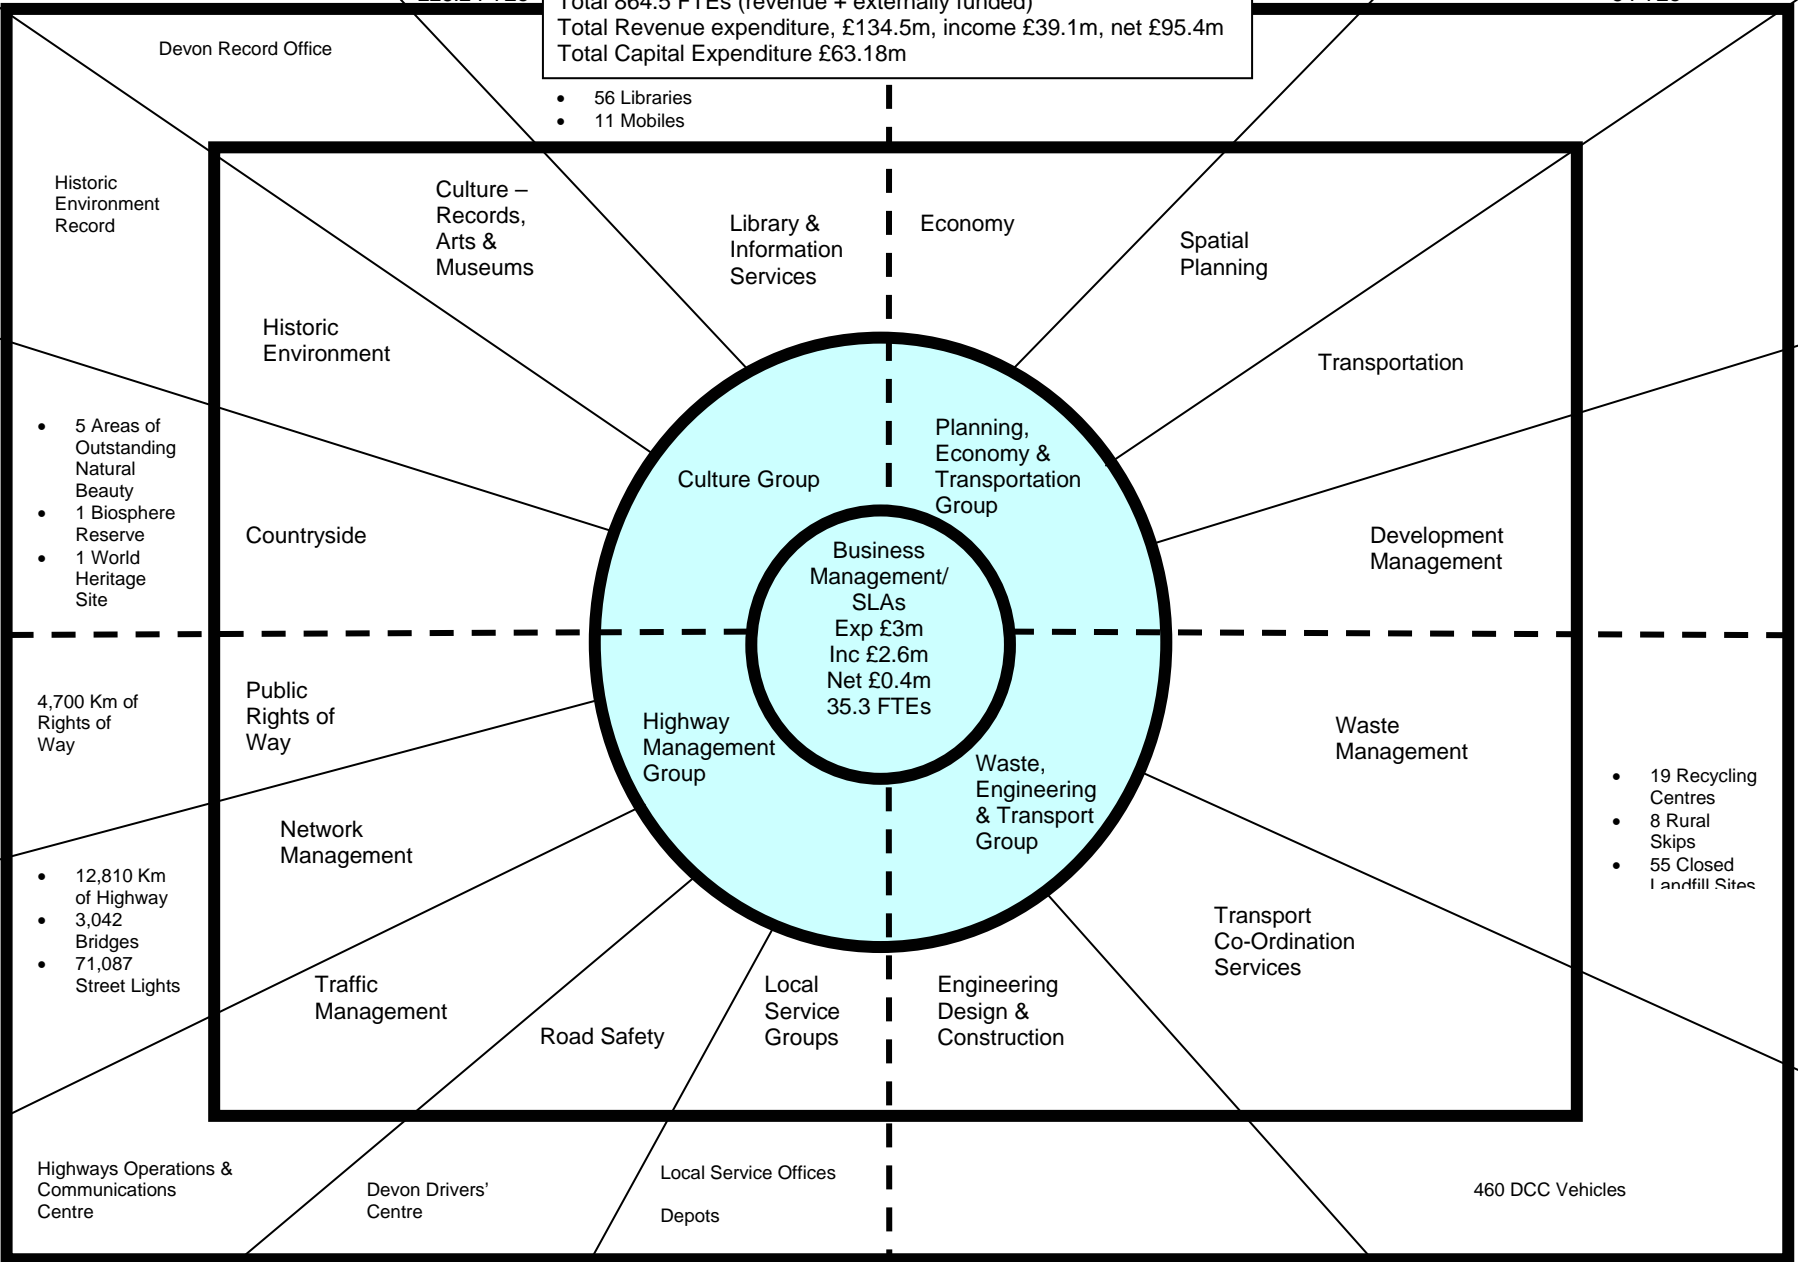 Total 864.5 FTEs (revenue + externally funded)
Total Revenue expenditure, £134.5m, income £39.1m, net £95.4m
Total Capital Expenditure £63.18m
Devon Record Office
• 56 Libraries
• 11 Mobiles
Historic
Environment
Record
Culture –
Records,
Arts &
Museums
Library &
Information
Services
Economy
Spatial
Planning
Historic
Environment
Transportation
• 5 Areas of
Outstanding
Natural
Beauty
• 1 Biosphere
Reserve
• 1 World
Heritage
Site
Countryside
Culture Group
Planning,
Economy &
Transportation
Group
Development
Management
Business
Management/
SLAs
Exp £3m
Inc £2.6m
Net £0.4m
35.3 FTEs
4,700 Km of
Rights of
Way
Public
Rights of
Way
Highway
Management
Group
Waste,
Engineering
& Transport
Group
Waste
Management
• 19 Recycling
Centres
• 8 Rural
Skips
• 55 Closed
Landfill Sites
Network
Management
• 12,810 Km
of Highway
• 3,042
Bridges
• 71,087
Street Lights
Traffic
Management
Road Safety
Local
Service
Groups
Engineering
Design &
Construction
Transport
Co-Ordination
Services
Highways Operations &
Communications
Centre
Devon Drivers'
Centre
Local Service Offices
Depots
460 DCC Vehicles